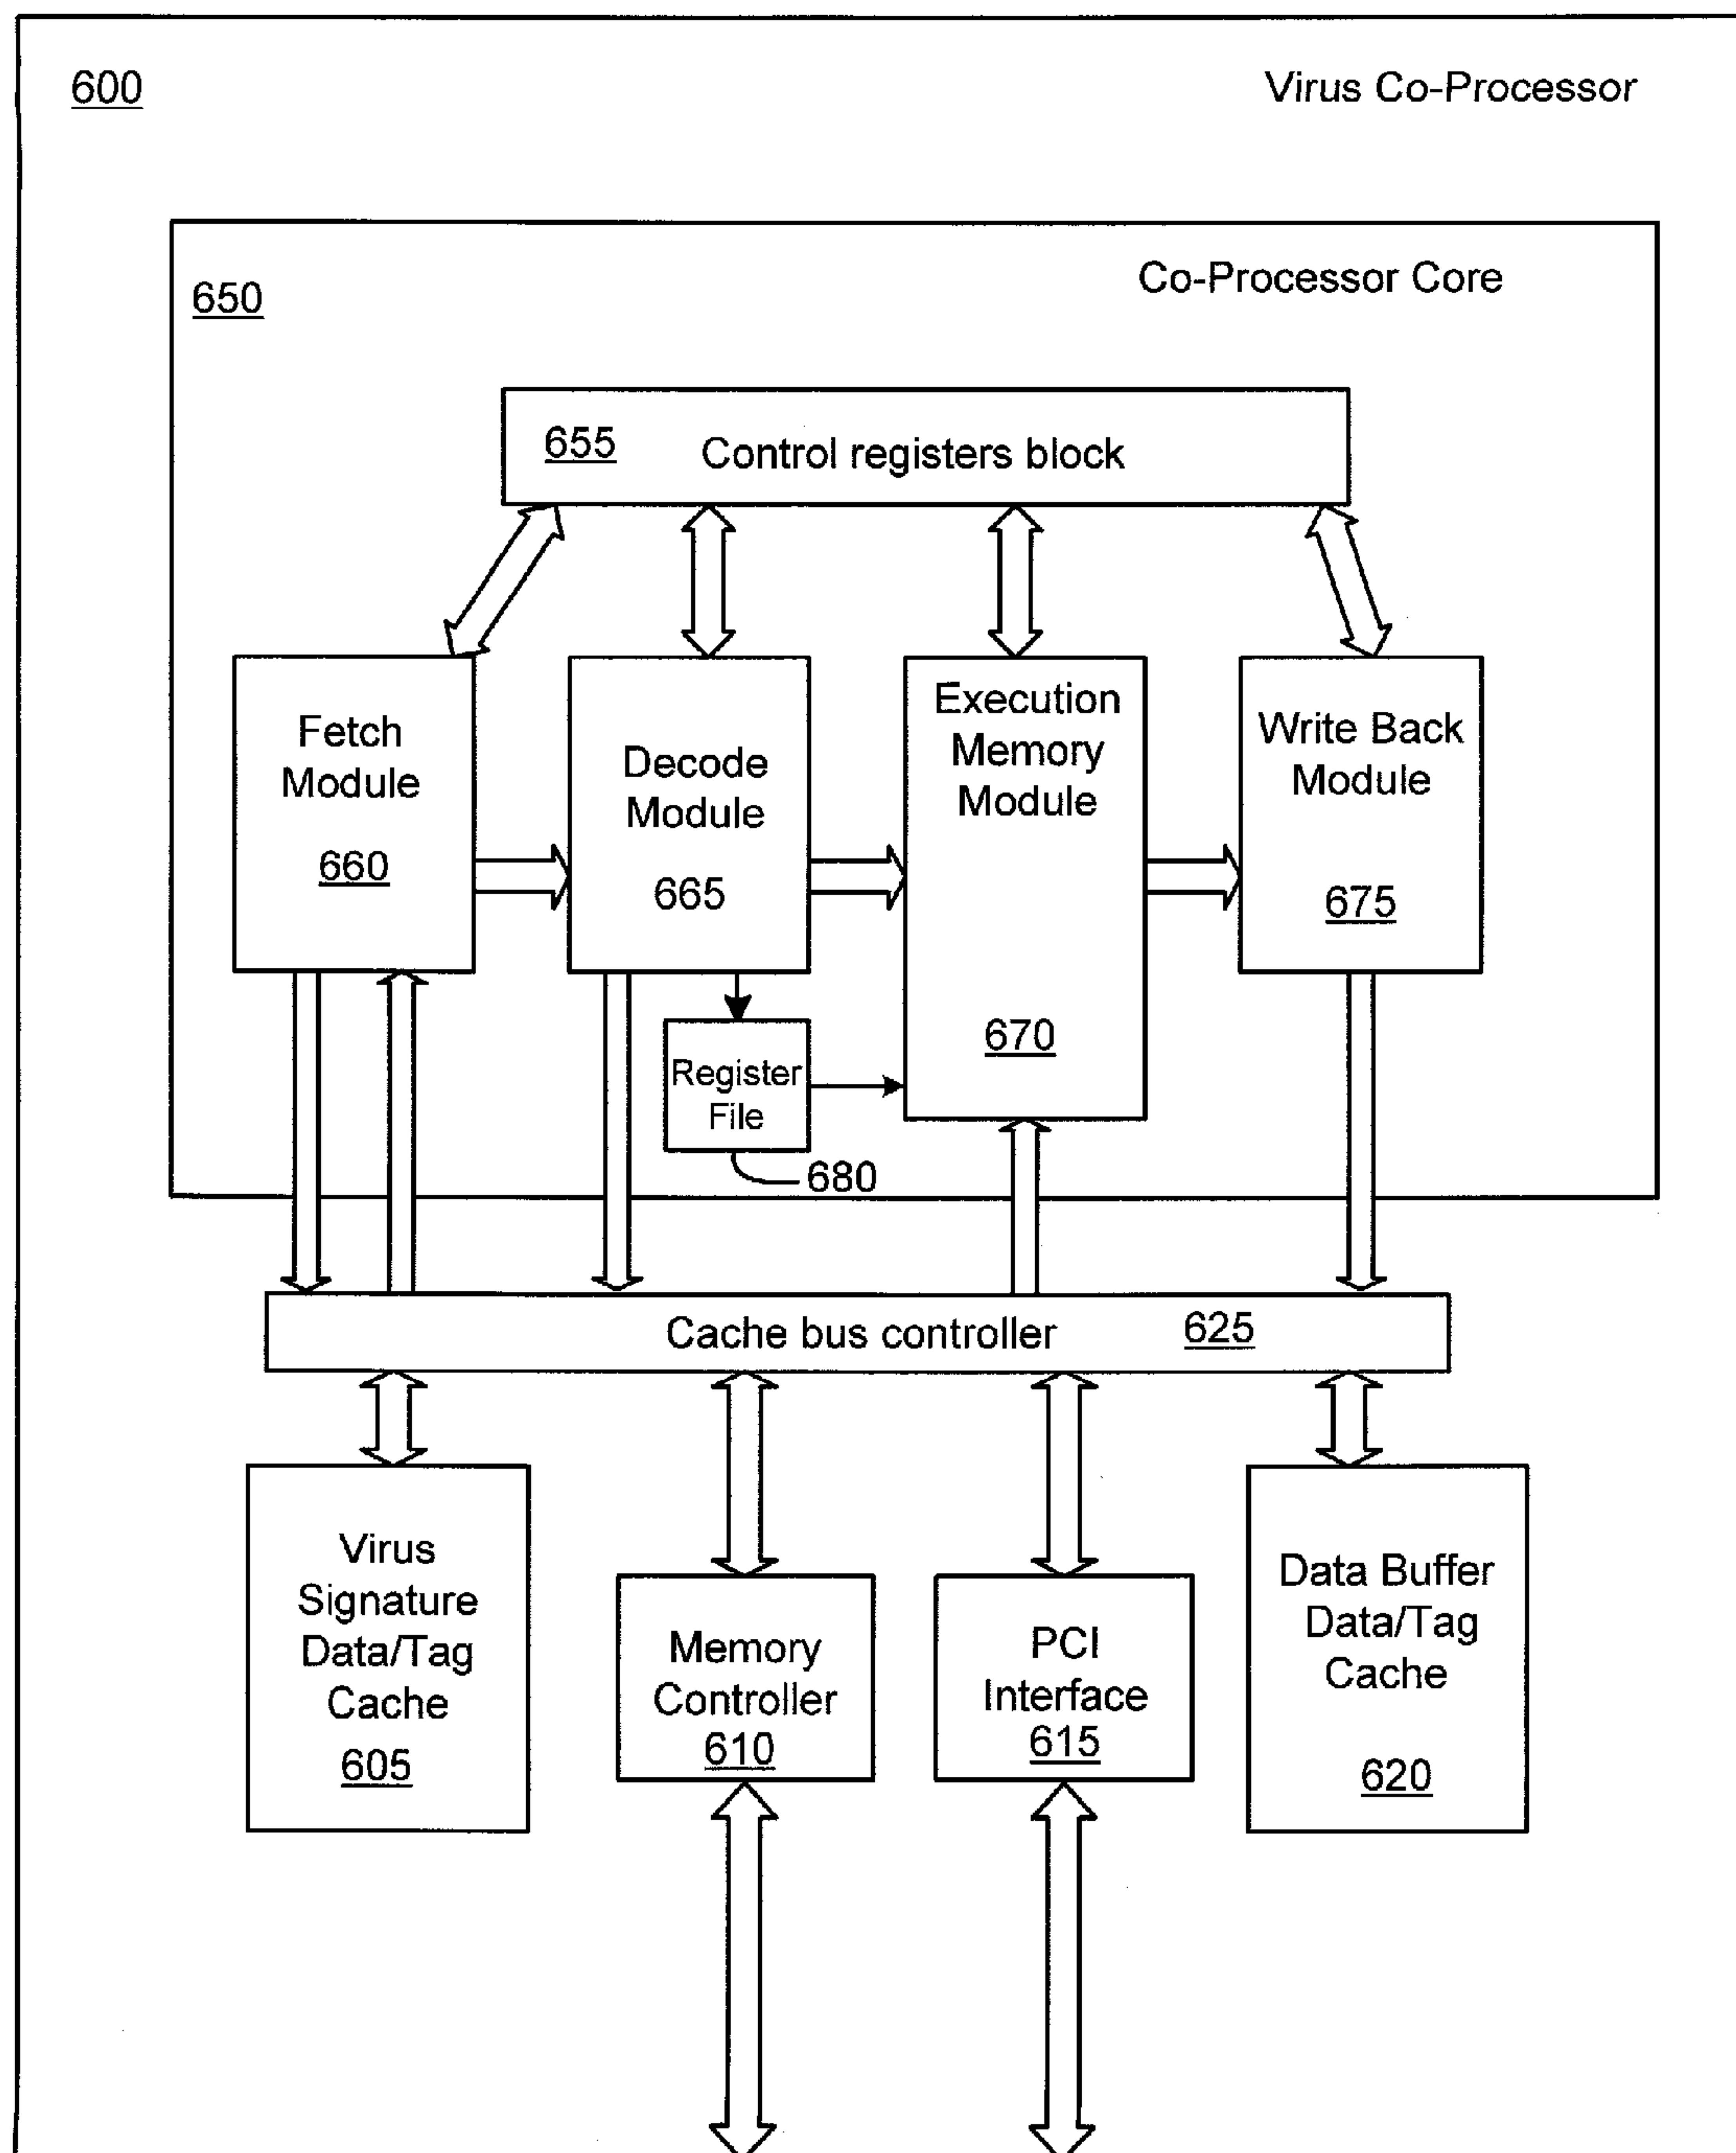 600
Virus Co-Processor
650
Co-Processor Core
655
Control registers block
Fetch
Module
660
Decode
Module
665
Execution
Memory
Module
670
Write Back
Module
675
Register
File
680
Cache bus controller
625
Virus
Signature
Data/Tag
Cache
605
Memory
Controller
610
PCI
Interface
615
Data Buffer
Data/Tag
Cache
620